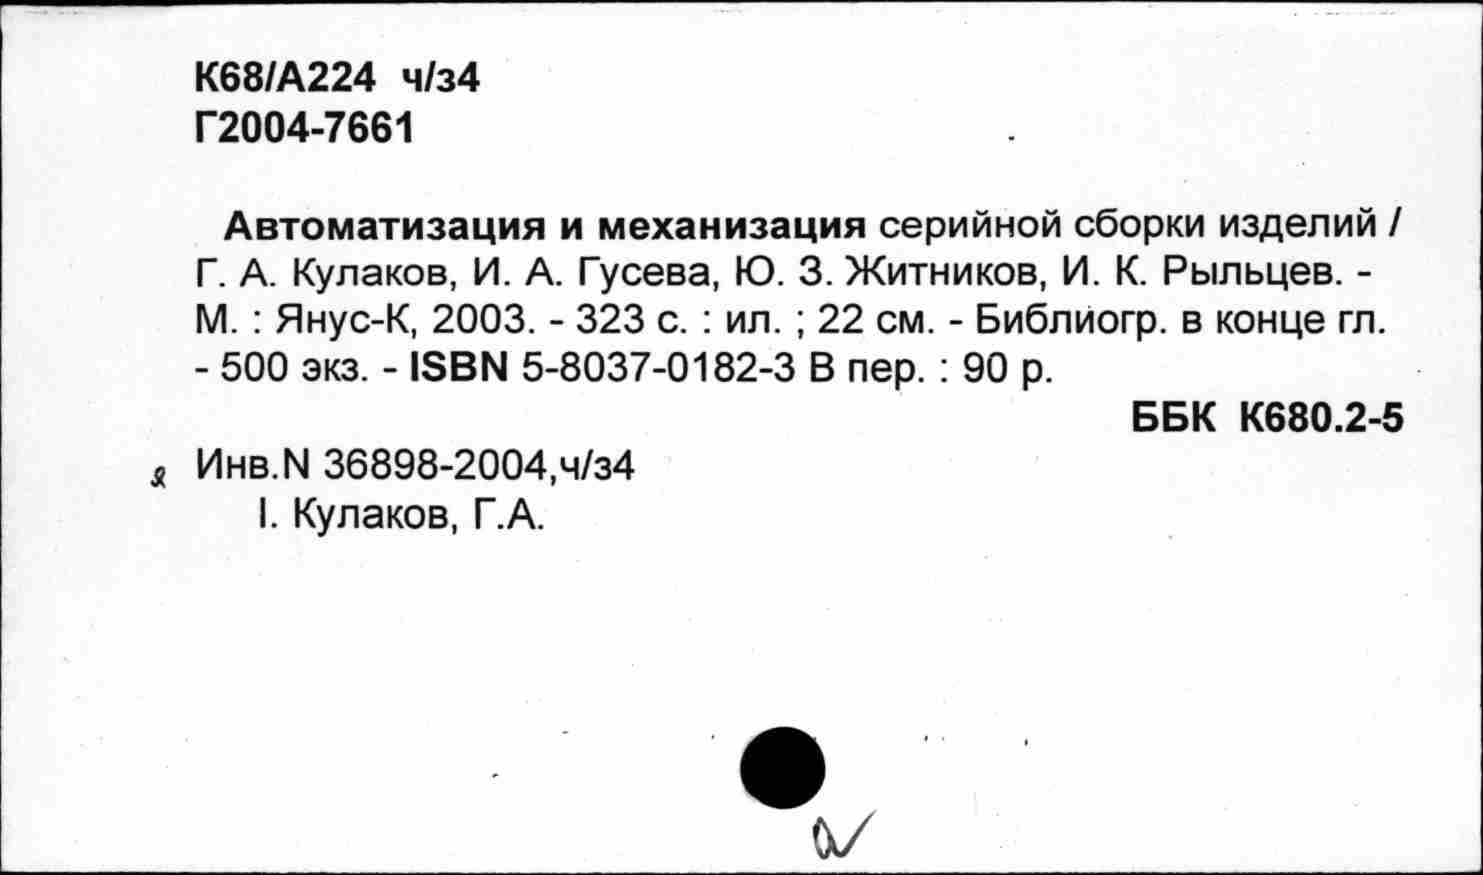 К68/А224 ч/з4
Г2004-7661
Автоматизация и механизация серийной сборки изделий /
Г. А. Кулаков, И. А. Гусева, Ю. З. Житников, И. К. Рыльцев. -
М. : Янус-К, 2003. - 323 с. : ил. ; 22 см. - Библиогр. в конце гл.
- 500 экз. - ISBN 5-8037-0182-3 В пер. : 90 р.
ББК К680.2-5
Инв.N 36898-2004,ч/з4
I. Кулаков, Г.А.